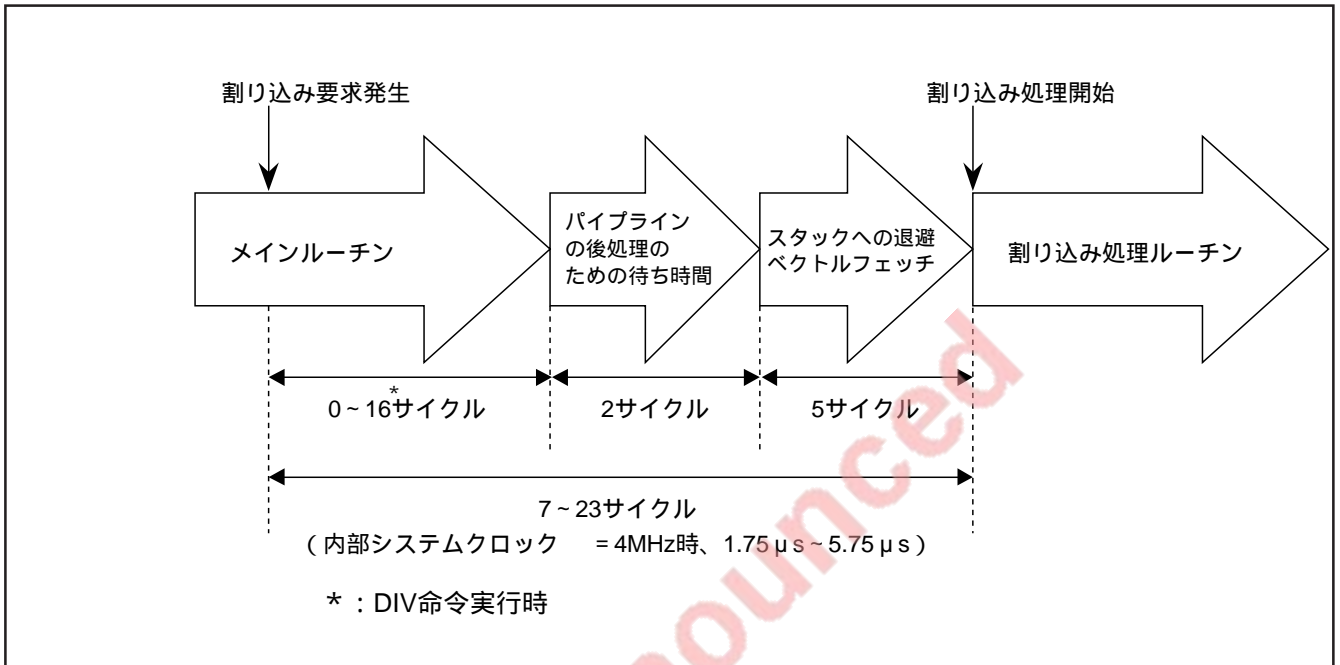 割り込み要求発生
割り込み処理開始
メインルーチン
パイプライン
の後処理の
ための待ち時間
スタックへの退避
ベクトルフェッチ
割り込み処理ルーチン
*
0~16サイクル
2サイクル
5サイクル
7~23サイクル
(内部システムクロック =4MHz時、1.75μs~5.75μs)
*:DIV命令実行時
ounced